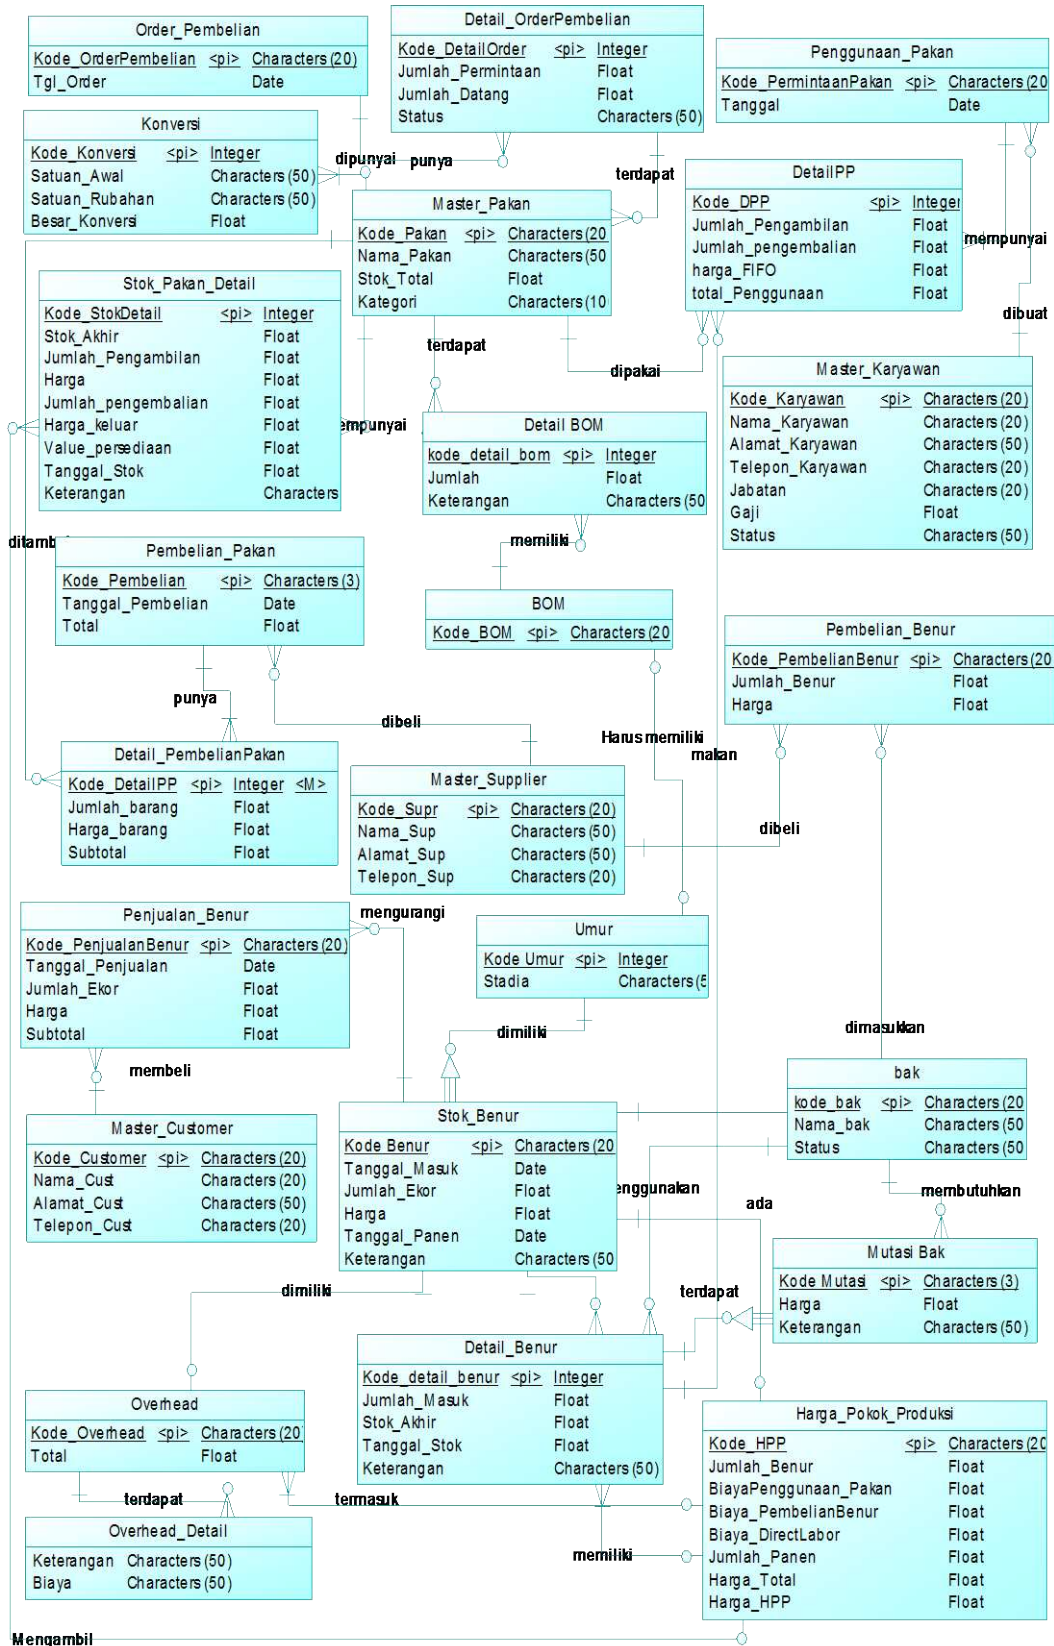 Order_Pembelian
Kode_OrderPembelian <pi> Characters (20)
Tgl_Order Date
Detail_OrderPembelian
Kode_DetailOrder <pi> Integer
Jumlah_Permintaan Float
Jumlah_Datang Float
Status Characters (50)
Penggunaan_Pakan
Kode_PermintaanPakan <pi> Characters (20
Tanggal Date
Konversi
Kode_Konversi <pi> Integer
Satuan_Awal Characters (50)
Satuan_Rubahan Characters (50)
Besar_Konversi Float
dipunyai
punya
terdapat
Master_Pakan
Kode_Pakan <pi> Characters (20
Nama_Pakan Characters (50
Stok_Total Float
Kategori Characters (10
DetailPP
Kode_DPP <pi> Integer
Jumlah_Pengambilan Float
Jumlah_pengembalian Float
harga_FIFO Float
total_Penggunaan Float
mempunyai
dibuat
Stok_Pakan_Detail
Kode_StokDetail <pi> Integer
Stok_Akhir Float
Jumlah_Pengambilan Float
Harga Float
Jumlah_pengembalian Float
Harga_keluar Float
Value_persediaan Float
Tanggal_Stok Float
Keterangan Characters
terdapat
dipakai
empunyai
Master_Karyawan
Kode_Karyawan <pi> Characters (20)
Nama_Karyawan Characters (20)
Alamat_Karyawan Characters (50)
Telepon_Karyawan Characters (20)
Jabatan Characters (20)
Gaji Float
Status Characters (50)
Detail BOM
kode_detail_bom <pi> Integer
Jumlah Float
Keterangan Characters (50
ditambah
memiliki
Pembelian_Pakan
Kode_Pembelian <pi> Characters (3)
Tanggal_Pembelian Date
Total Float
BOM
Kode_BOM <pi> Characters (20
Pembelian_Benur
Kode_PembelianBenur <pi> Characters (20
Jumlah_Benur Float
Harga Float
punya
dibeli
Harus memiliki
makan
Detail_PembelianPakan
Kode_DetailPP <pi> Integer <M>
Jumlah_barang Float
Harga_barang Float
Subtotal Float
Master_Supplier
Kode_Supr <pi> Characters (20)
Nama_Sup Characters (50)
Alamat_Sup Characters (50)
Telepon_Sup Characters (20)
dibeli
Penjualan_Benur
Kode_PenjualanBenur <pi> Characters (20)
Tanggal_Penjualan Date
Jumlah_Ekor Float
Harga Float
Subtotal Float
mengurangi
Umur
Kode Umur <pi> Integer
Stadia Characters (5
dimiliki
dimasukkan
membeli
bak
kode_bak <pi> Characters (20
Nama_bak Characters (50
Status Characters (50
Master_Customer
Kode_Customer <pi> Characters (20)
Nama_Cust Characters (20)
Alamat_Cust Characters (50)
Telepon_Cust Characters (20)
Stok_Benur
Kode Benur <pi> Characters (20
Tanggal_Masuk Date
Jumlah_Ekor Float
Harga Float
Tanggal_Panen Date
Keterangan Characters (50
enggunakan
ada
membutuhkan
Mutasi Bak
Kode Mutasi <pi> Characters (3)
Harga Float
Keterangan Characters (50)
dimiliki
terdapat
Detail_Benur
Kode_detail_benur <pi> Integer
Jumlah_Masuk Float
Stok_Akhir Float
Tanggal_Stok Float
Keterangan Characters (50)
Overhead
Kode_Overhead <pi> Characters (20)
Total Float
Harga_Pokok_Produksi
Kode_HPP <pi> Characters (20
Jumlah_Benur Float
BiayaPenggunaan_Pakan Float
Biaya_PembelianBenur Float
Biaya_DirectLabor Float
Jumlah_Panen Float
Harga_Total Float
Harga_HPP Float
terdapat
termasuk
memiliki
Overhead_Detail
Keterangan Characters (50)
Biaya Characters (50)
Mengambil